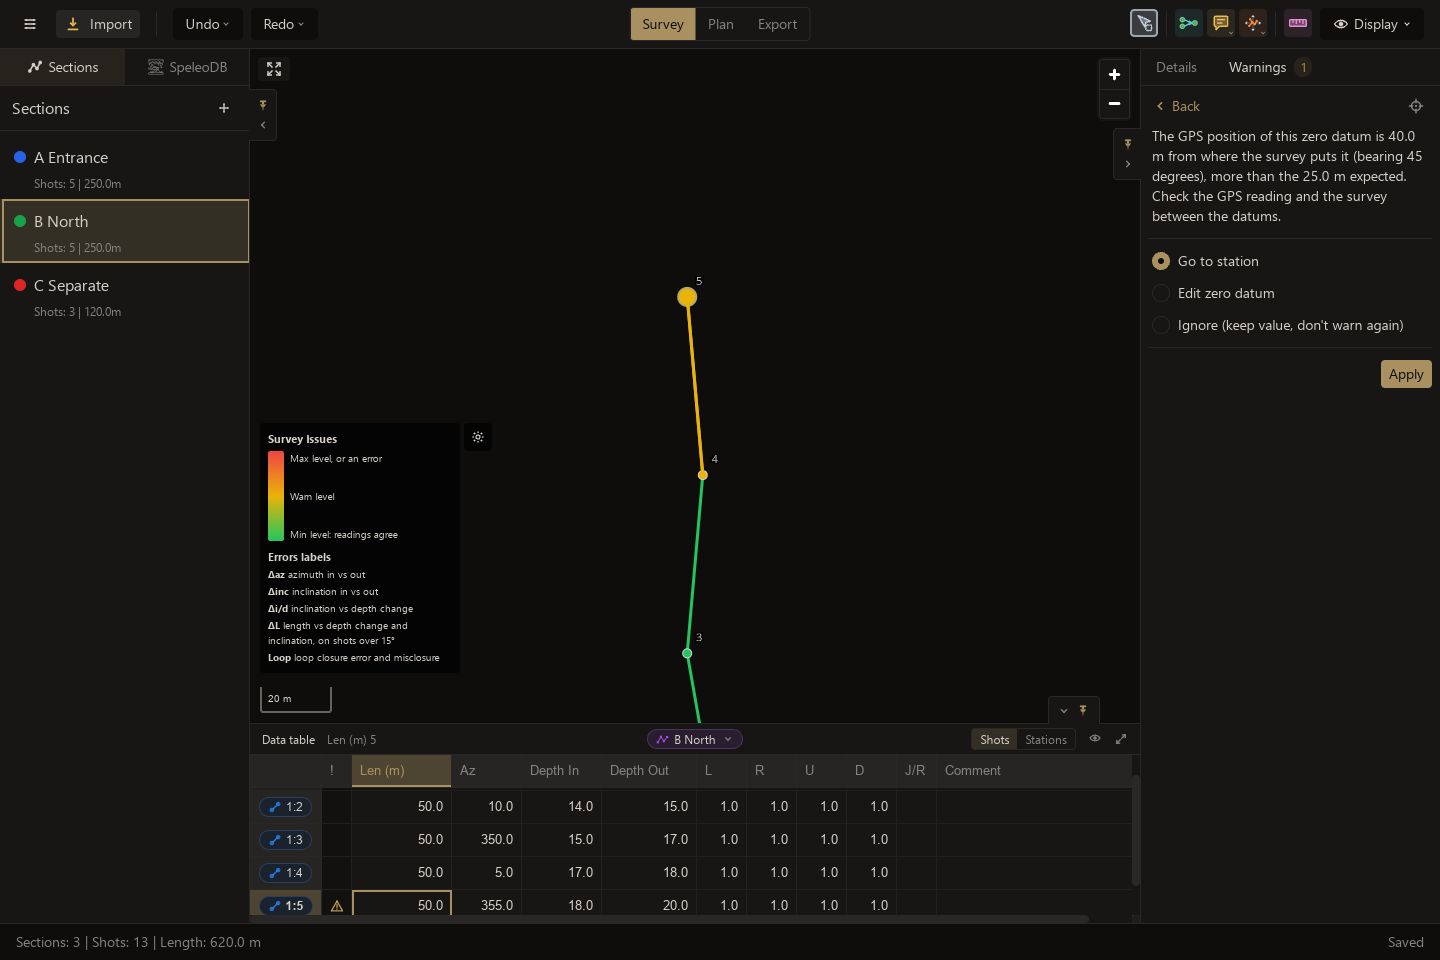 Import
Undo
Redo
Survey
Plan
Export
Display
Sections
SpeleoDB
Details
Warnings 1
Sections
A Entrance
Shots: 5 | 250.0m
B North
Shots: 5 | 250.0m
C Separate
Shots: 3 | 120.0m
Back
The GPS position of this zero datum is 40.0
m from where the survey puts it (bearing 45
degrees), more than the 25.0 m expected.
Check the GPS reading and the survey
between the datums.
Go to station
Edit zero datum
Ignore (keep value, don't warn again)
Apply
5
4
3
Survey Issues
Max level, or an error
Warn level
Min level: readings agree
Errors labels
Δaz azimuth in vs out
Δinc inclination in vs out
Δi/d inclination vs depth change
ΔL length vs depth change and
inclination, on shots over 15°
Loop loop closure error and misclosure
20 m
Data table Len (m) 5
B North
Shots Stations
! Len (m) Az Depth In Depth Out L R U D J/R Comment
1:2 50.0 10.0 14.0 15.0 1.0 1.0 1.0 1.0
1:3 50.0 350.0 15.0 17.0 1.0 1.0 1.0 1.0
1:4 50.0 5.0 17.0 18.0 1.0 1.0 1.0 1.0
1:5 50.0 355.0 18.0 20.0 1.0 1.0 1.0 1.0
Sections: 3 | Shots: 13 | Length: 620.0 m
Saved